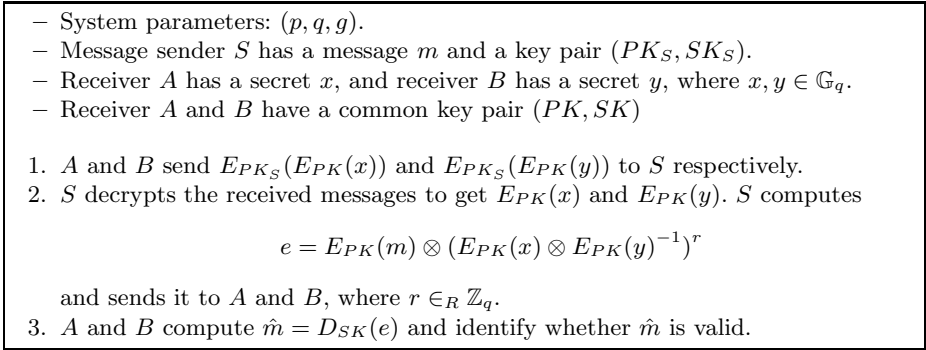 – System parameters: (p, q, g).
– Message sender S has a message m and a key pair (PK_S, SK_S).
– Receiver A has a secret x, and receiver B has a secret y, where x, y ∈ 𝔾_q.
– Receiver A and B have a common key pair (PK, SK)
1. A and B send E_{PK_S}(E_{PK}(x)) and E_{PK_S}(E_{PK}(y)) to S respectively.
2. S decrypts the received messages to get E_{PK}(x) and E_{PK}(y). S computes
e = E_{PK}(m) ⊗ (E_{PK}(x) ⊗ E_{PK}(y)^{-1})^r
and sends it to A and B, where r ∈_R ℤ_q.
3. A and B compute m̂ = D_{SK}(e) and identify whether m̂ is valid.